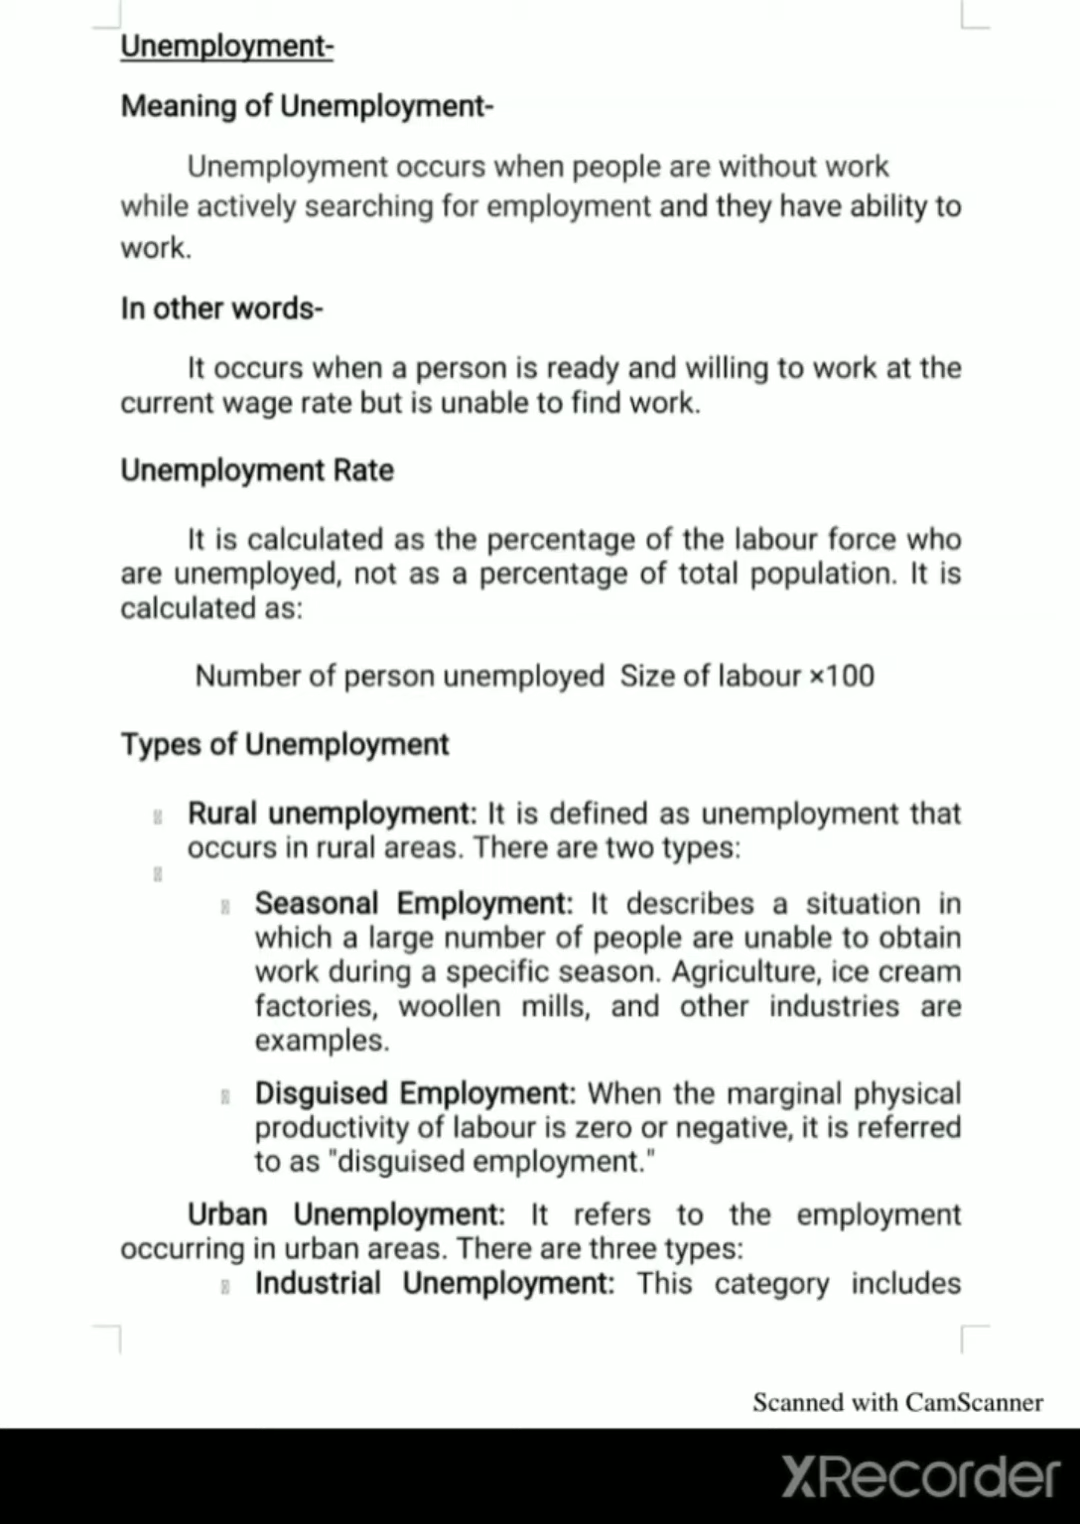 Unemployment-
Meaning of Unemployment-
Unemployment occurs when people are without work
while actively searching for employment and they have ability to
work.
In other words-
It occurs when a person is ready and willing to work at the
current wage rate but is unable to find work.
Unemployment Rate
It is calculated as the percentage of the labour force who
are unemployed, not as a percentage of total population. It is
calculated as:
Number of person unemployed Size of labour ×100
Types of Unemployment
Rural unemployment: It is defined as unemployment that
occurs in rural areas. There are two types:
Seasonal Employment: It describes a situation in
which a large number of people are unable to obtain
work during a specific season. Agriculture, ice cream
factories, woollen mills, and other industries are
examples.
Disguised Employment: When the marginal physical
productivity of labour is zero or negative, it is referred
to as "disguised employment."
Urban Unemployment: It refers to the employment
occurring in urban areas. There are three types:
Industrial Unemployment: This category includes
Scanned with CamScanner
XRecorder